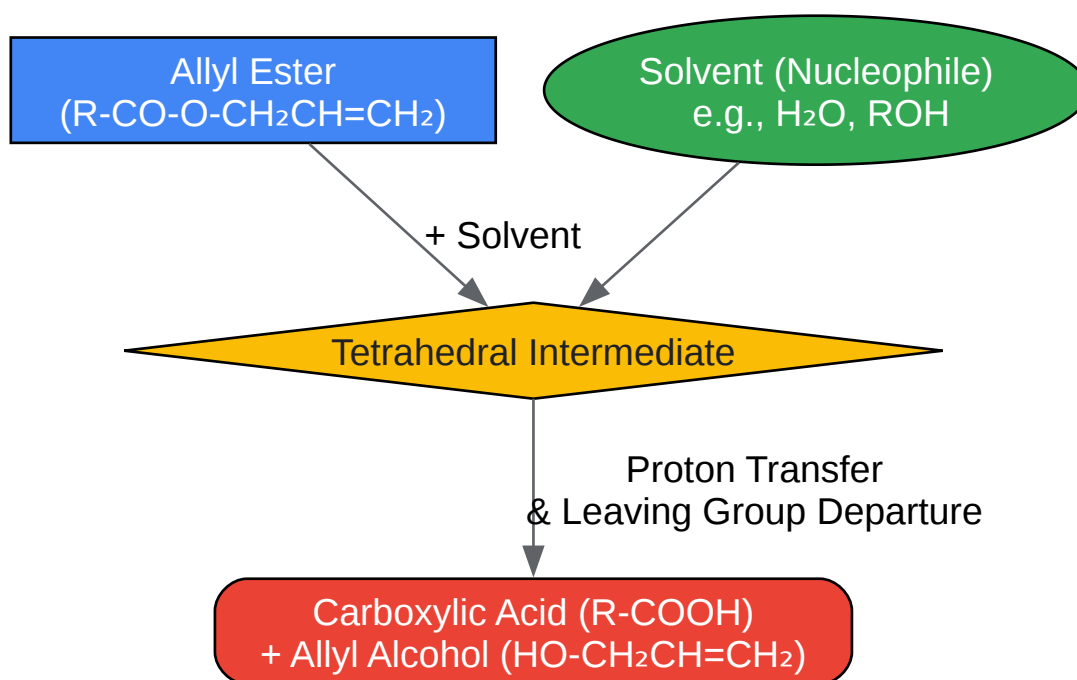 Allyl Ester
(R-CO-O-CH₂CH=CH₂)
Solvent (Nucleophile)
e.g., H₂O, ROH
+ Solvent
Tetrahedral Intermediate
Proton Transfer
& Leaving Group Departure
Carboxylic Acid (R-COOH)
+ Allyl Alcohol (HO-CH₂CH=CH₂)